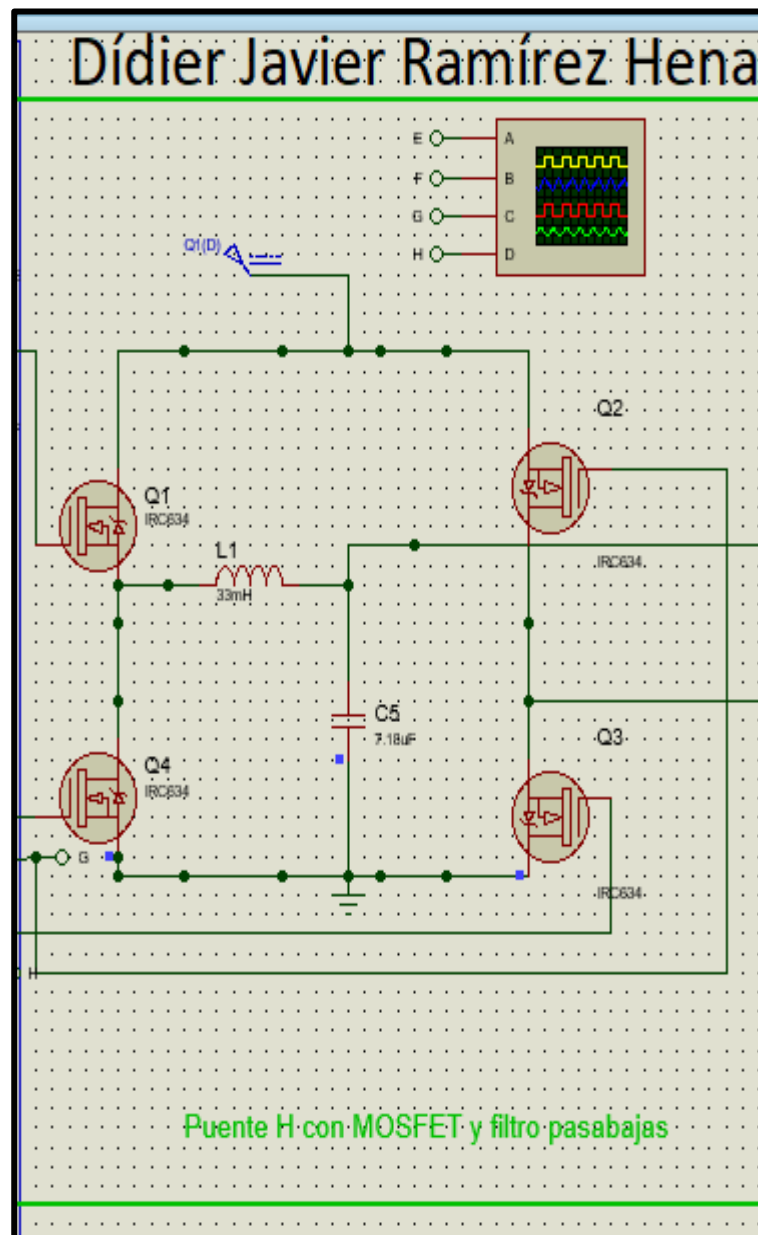 Dídier Javier Ramírez Hena
E
A
F
B
G
C
H
D
Q1(D)
Q2
IRC634
Q1
IRC634
L1
33mH
C5
7.18uF
Q3
IRC634
Q4
IRC634
G
H
Puente H con MOSFET y filtro pasabajas